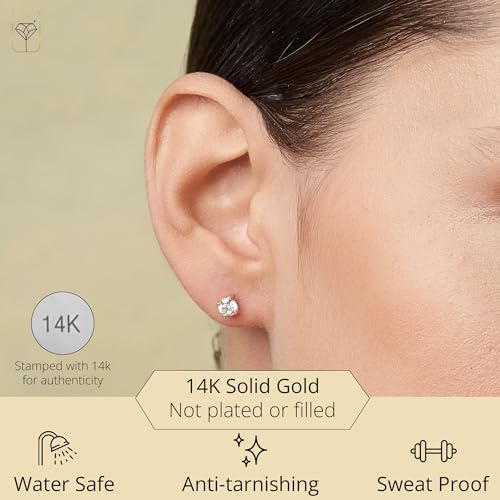 14K
Stamped with 14k
for authenticity
14K Solid Gold
Not plated or filled
Water Safe
Anti-tarnishing
Sweat Proof